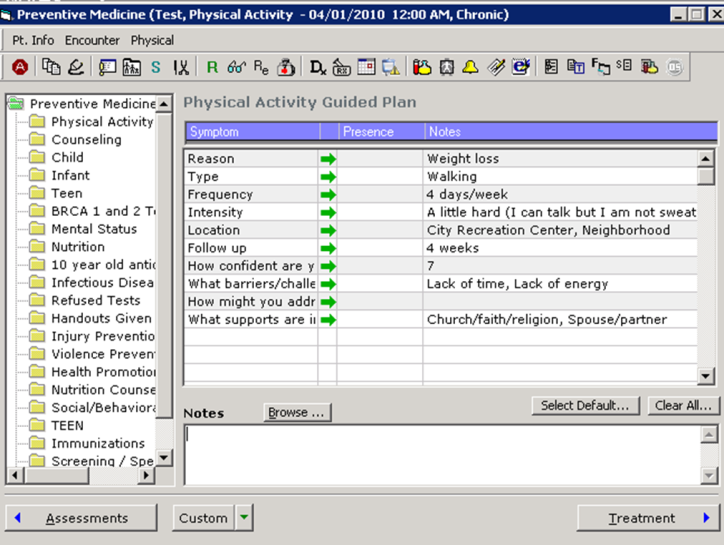 Preventive Medicine (Test, Physical Activity - 04/01/2010 12:00 AM, Chronic)
Pt. Info Encounter Physical
Preventive Medicine
Physical Activity
Counseling
Child
Infant
Teen
BRCA 1 and 2 T
Mental Status
Nutrition
10 year old antic
Infectious Disea
Refused Tests
Handouts Given
Injury Preventio
Violence Preven
Health Promotion
Nutrition Counse
Social/Behaviora
TEEN
Immunizations
Screening / Spe
Physical Activity Guided Plan
Symptom Presence Notes
Reason Weight loss
Type Walking
Frequency 4 days/week
Intensity A little hard (I can talk but I am not sweat
Location City Recreation Center, Neighborhood
Follow up 4 weeks
How confident are y 7
What barriers/challe Lack of time, Lack of energy
How might you addr
What supports are i Church/faith/religion, Spouse/partner
Notes Browse ... Select Default... Clear All...
Assessments Custom Treatment